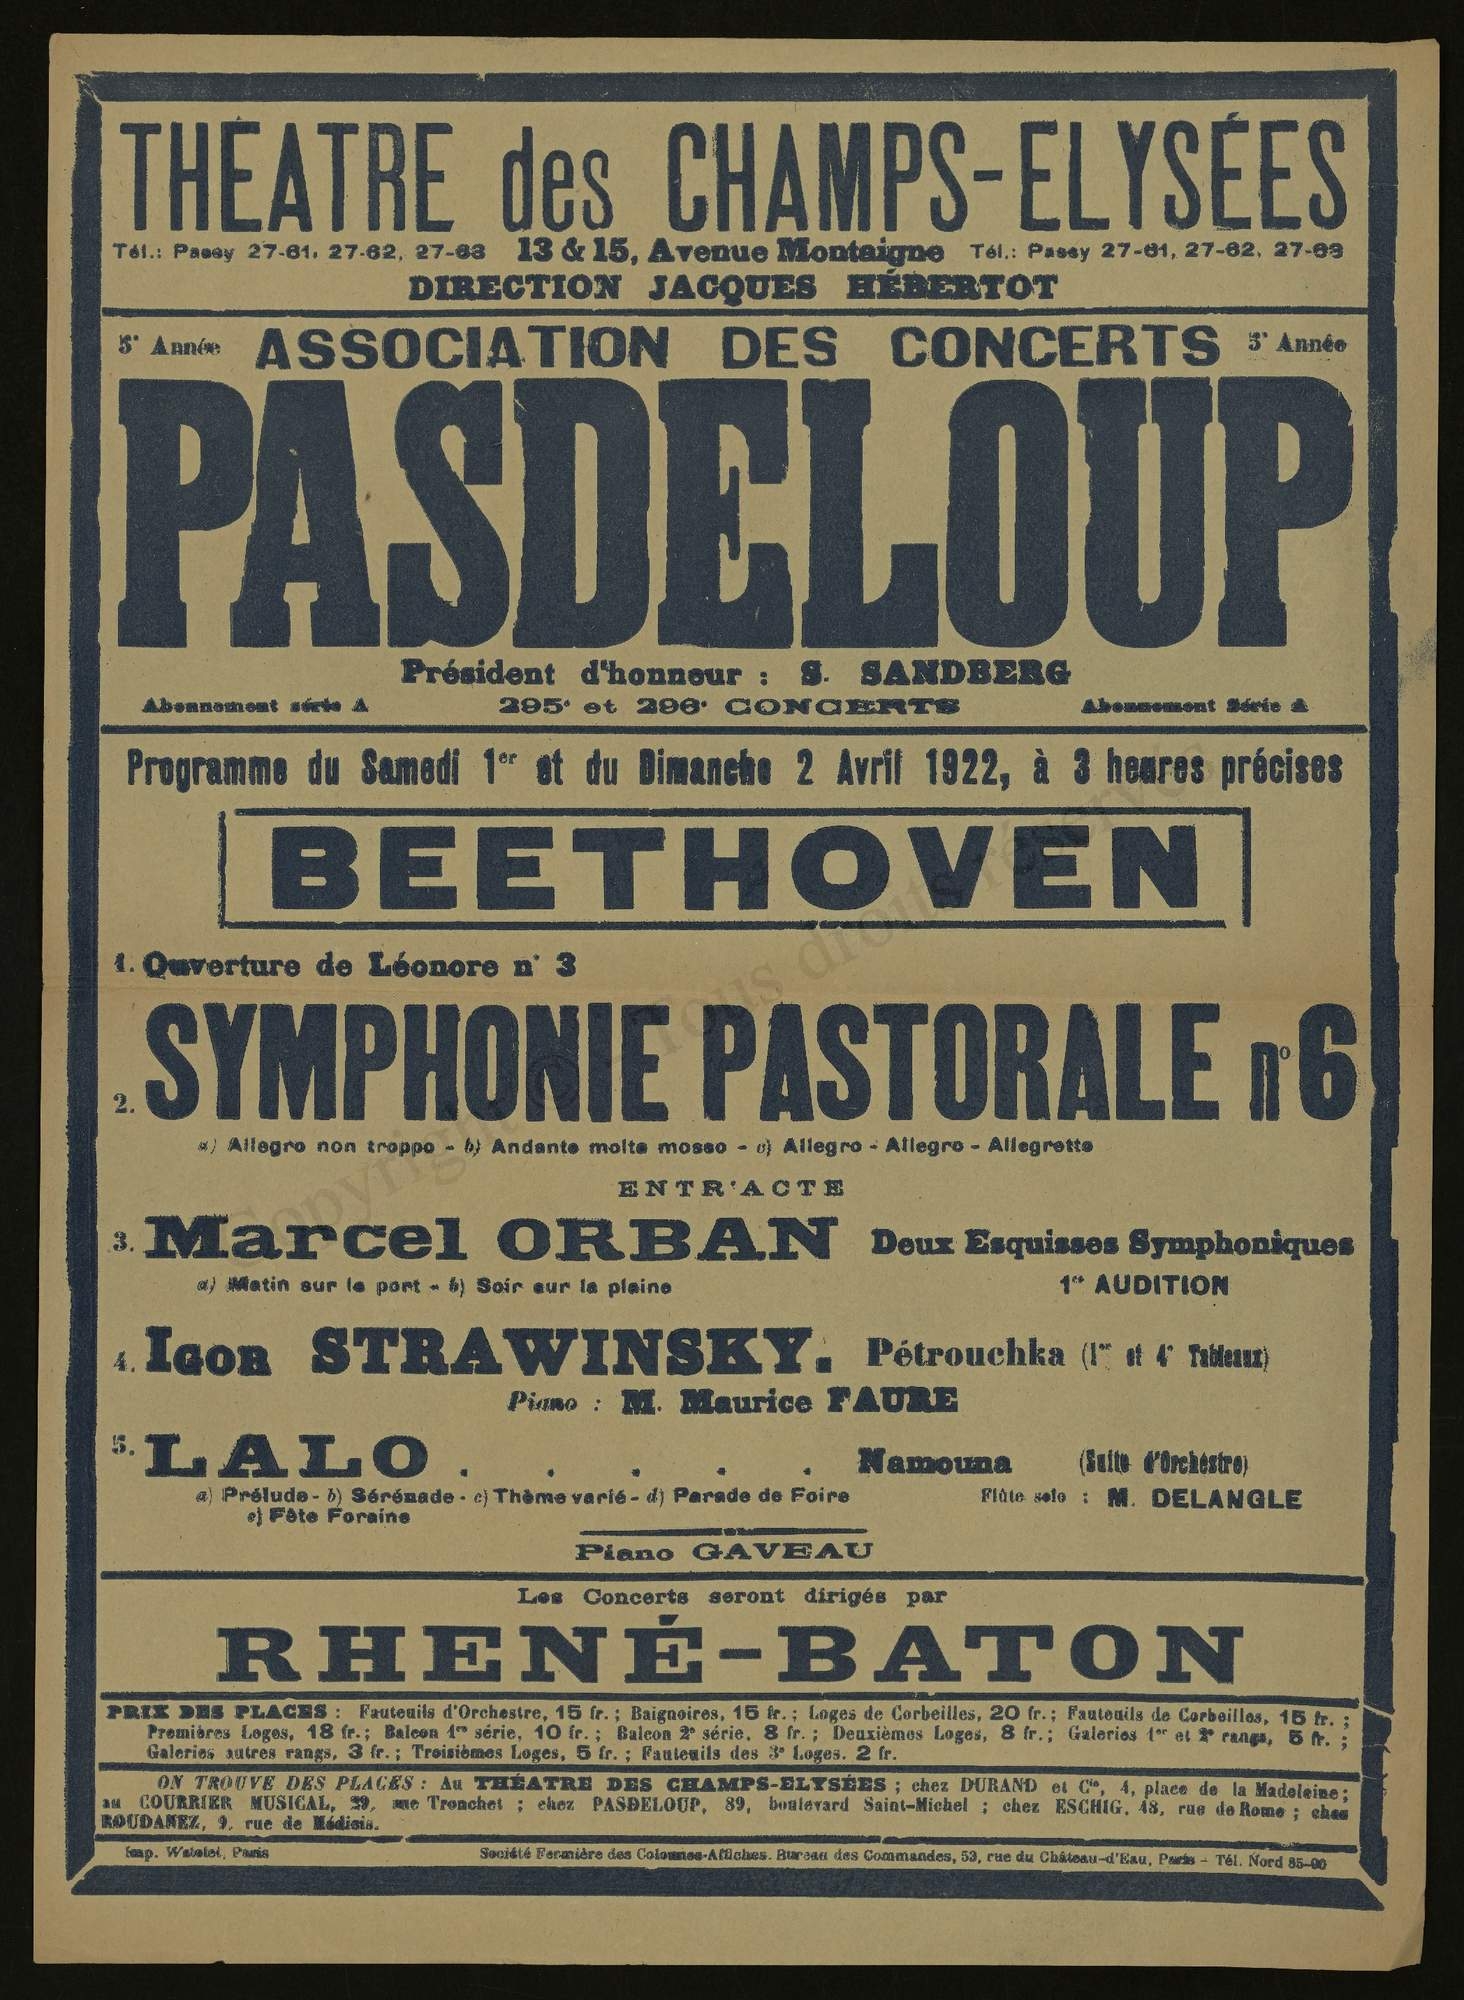 THÉATRE des CHAMPS-ELYSÉES
Tél.: Passy 27-61, 27-62, 27-63 13 & 15, Avenue Montaigne Tél.: Passy 27-61, 27-62, 27-63
DIRECTION JACQUES HÉBERTOT
5e Année ASSOCIATION DES CONCERTS 5e Année
PASDELOUP
Président d'honneur : S. SANDBERG
Abonnement série A 295e et 296e CONCERTS Abonnement Série A
Programme du Samedi 1er et du Dimanche 2 Avril 1922, à 3 heures précises
BEETHOVEN
1. Ouverture de Léonore n° 3
2. SYMPHONIE PASTORALE no 6
a) Allegro non troppo - b) Andante molto mosso - c) Allegro - Allegro - Allegretto
ENTR'ACTE
3. Marcel ORBAN Deux Esquisses Symphoniques
a) Matin sur le port - b) Soir sur la plaine 1re AUDITION
4. Igor STRAWINSKY. Pétrouchka (1er et 4e Tableaux)
Piano : M. Maurice FAURE
5. LALO . . . . . Namouna (Suite d'Orchestre)
a) Prélude - b) Sérénade - c) Thème varié - d) Parade de Foire Flûte solo : M. DELANGLE
e) Fête Foraine
Piano GAVEAU
Les Concerts seront dirigés par
RHENÉ-BATON
PRIX DES PLACES : Fauteuils d'Orchestre, 15 fr. ; Baignoires, 15 fr. ; Loges de Corbeilles, 20 fr. ; Fauteuils de Corbeilles, 15 fr. ;
Premières Loges, 18 fr. ; Balcon 1re série, 10 fr. ; Balcon 2e série, 8 fr. ; Deuxièmes Loges, 8 fr. ; Galeries 1er et 2e rangs, 5 fr. ;
Galeries autres rangs, 3 fr. ; Troisièmes Loges, 5 fr. ; Fauteuils des 3e Loges, 2 fr.
ON TROUVE DES PLACES : Au THÉATRE DES CHAMPS-ELYSÉES ; chez DURAND et Cie, 4, place de la Madeleine ;
au COURRIER MUSICAL, 29, rue Tronchet ; chez PASDELOUP, 89, boulevard Saint-Michel ; chez ESCHIG, 48, rue de Rome ; chez
ROUDANEZ, 9, rue de Médicis.
Imp. Watelet, Paris Société Fermière des Colonnes-Affiches. Bureau des Commandes, 53, rue du Château-d'Eau, Paris - Tél. Nord 85-90
Copyright © - Tous droits réservés